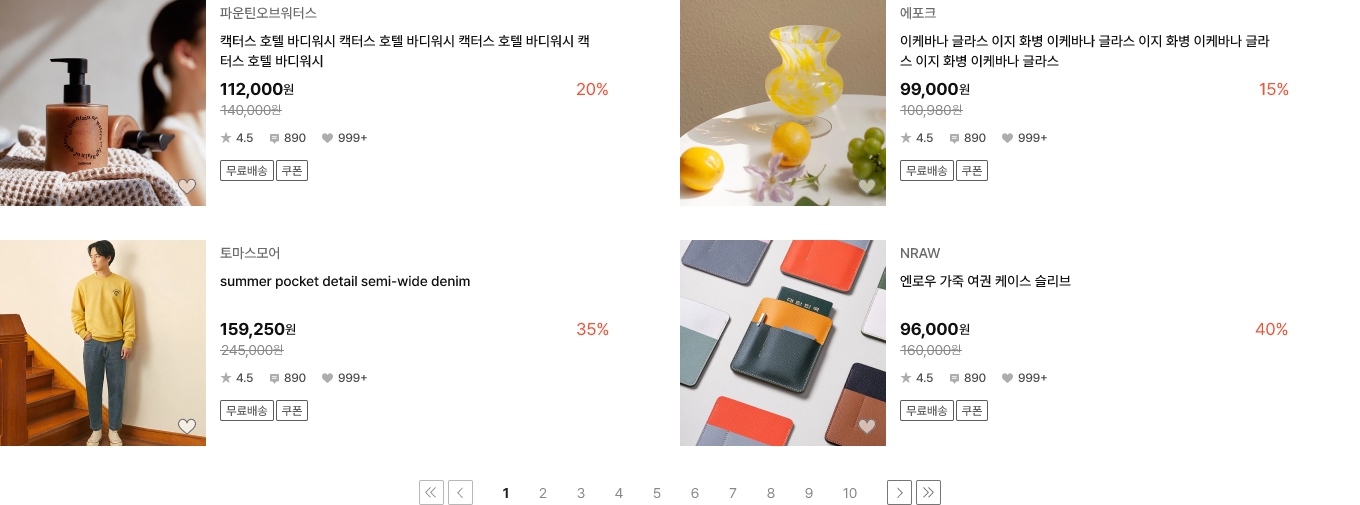 파운틴오브워터스
캑터스 호텔 바디워시 캑터스 호텔 바디워시 캑터스 호텔 바디워시 캑
터스 호텔 바디워시
112,000원
20%
140,000원
4.5 890 999+
무료배송 쿠폰
에포크
이케바나 글라스 이지 화병 이케바나 글라스 이지 화병 이케바나 글라
스 이지 화병 이케바나 글라스
99,000원
15%
100,980원
4.5 890 999+
무료배송 쿠폰
토마스모어
summer pocket detail semi-wide denim
159,250원
35%
245,000원
4.5 890 999+
무료배송 쿠폰
NRAW
엔로우 가죽 여권 케이스 슬리브
96,000원
40%
160,000원
4.5 890 999+
무료배송 쿠폰
1 2 3 4 5 6 7 8 9 10